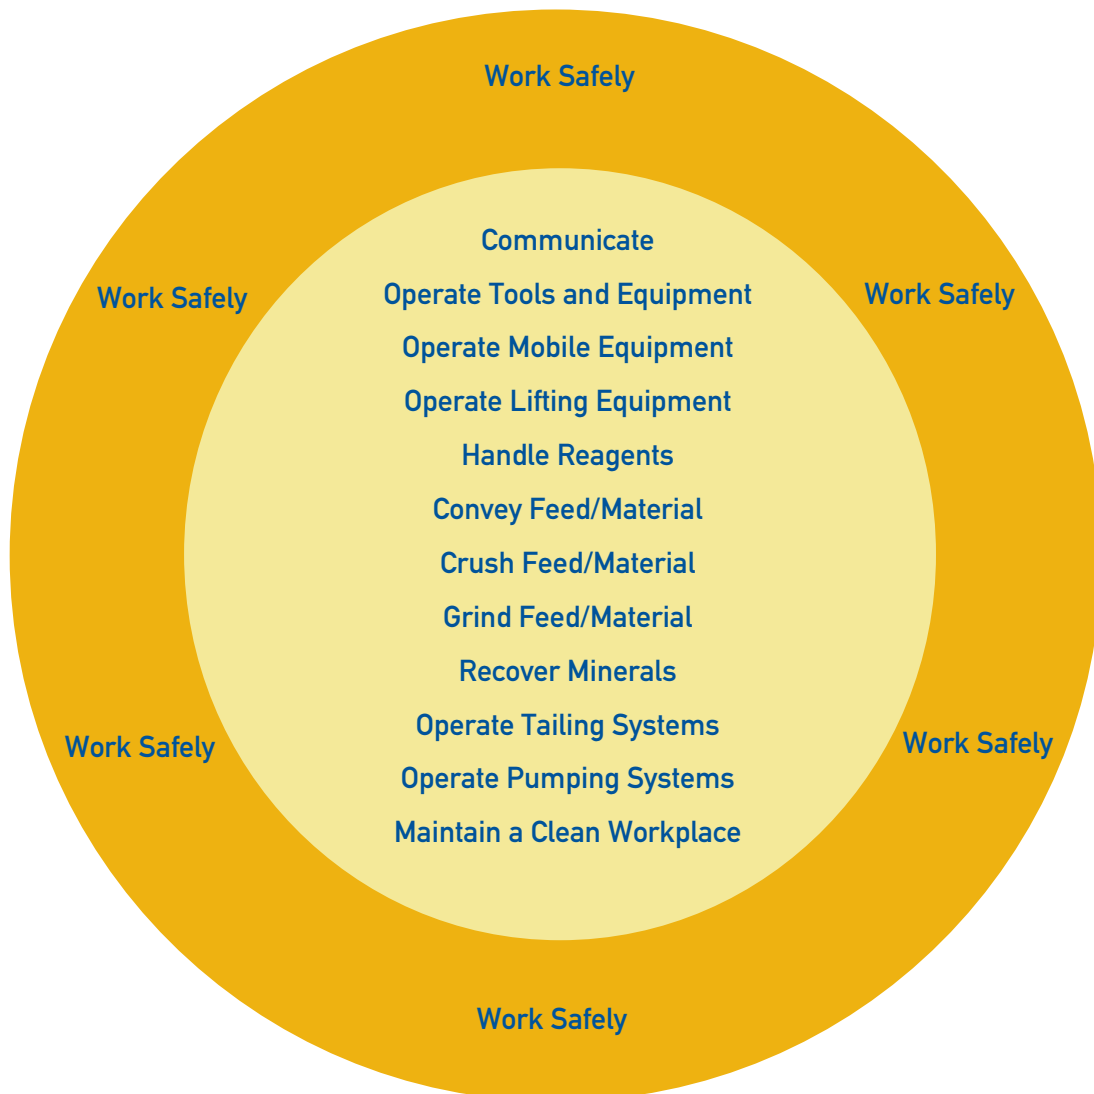 Work Safely
Communicate
Work Safely
Operate Tools and Equipment
Work Safely
Operate Mobile Equipment
Operate Lifting Equipment
Handle Reagents
Convey Feed/Material
Crush Feed/Material
Grind Feed/Material
Recover Minerals
Operate Tailing Systems
Work Safely
Work Safely
Operate Pumping Systems
Maintain a Clean Workplace
Work Safely